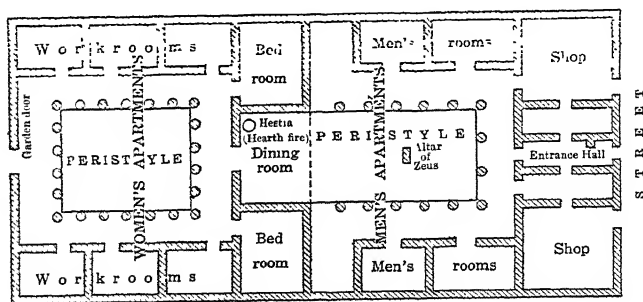 Workrooms
Bed
room
Men's rooms
Shop
Garden door
PERISTYLE
WOMEN'S APARTMENTS
Hestia
(Hearth fire)
Dining
room
PERISTYLE
MEN'S APARTMENTS
Altar
of
Zeus
Entrance Hall
STREET
Workrooms
Bed
room
Men's rooms
Shop